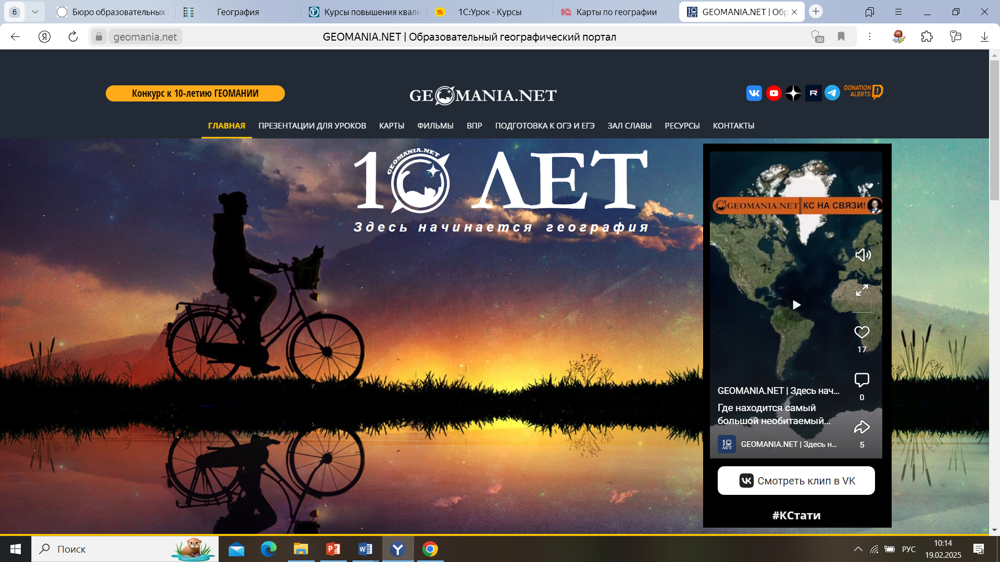 6
Бюро образовательных
География
Курсы повышения квали
1С:Урок - Курсы
Карты по географии
GEOMANIA.NET | Обр
geomania.net
GEOMANIA.NET | Образовательный географический портал
30
Конкурс к 10-летию ГЕОМАНИИ
GEOMANIA.NET
DONATION
ALERTS
ГЛАВНАЯ
ПРЕЗЕНТАЦИИ ДЛЯ УРОКОВ
КАРТЫ
ФИЛЬМЫ
ВПР
ПОДГОТОВКА К ОГЭ И ЕГЭ
ЗАЛ СЛАВЫ
РЕСУРСЫ
КОНТАКТЫ
GEOMANIA.NET
10 ЛЕТ
Здесь начинается география
GEOMANIA.NET КС НА СВЯЗИ!
17
0
5
GEOMANIA.NET | Здесь нач...
Где находится самый
большой необитаемый...
10 ЛЕТ
GEOMANIA.NET | Здесь н...
Смотреть клип в VK
#КСтати
Поиск
РУС
10:14
19.02.2025